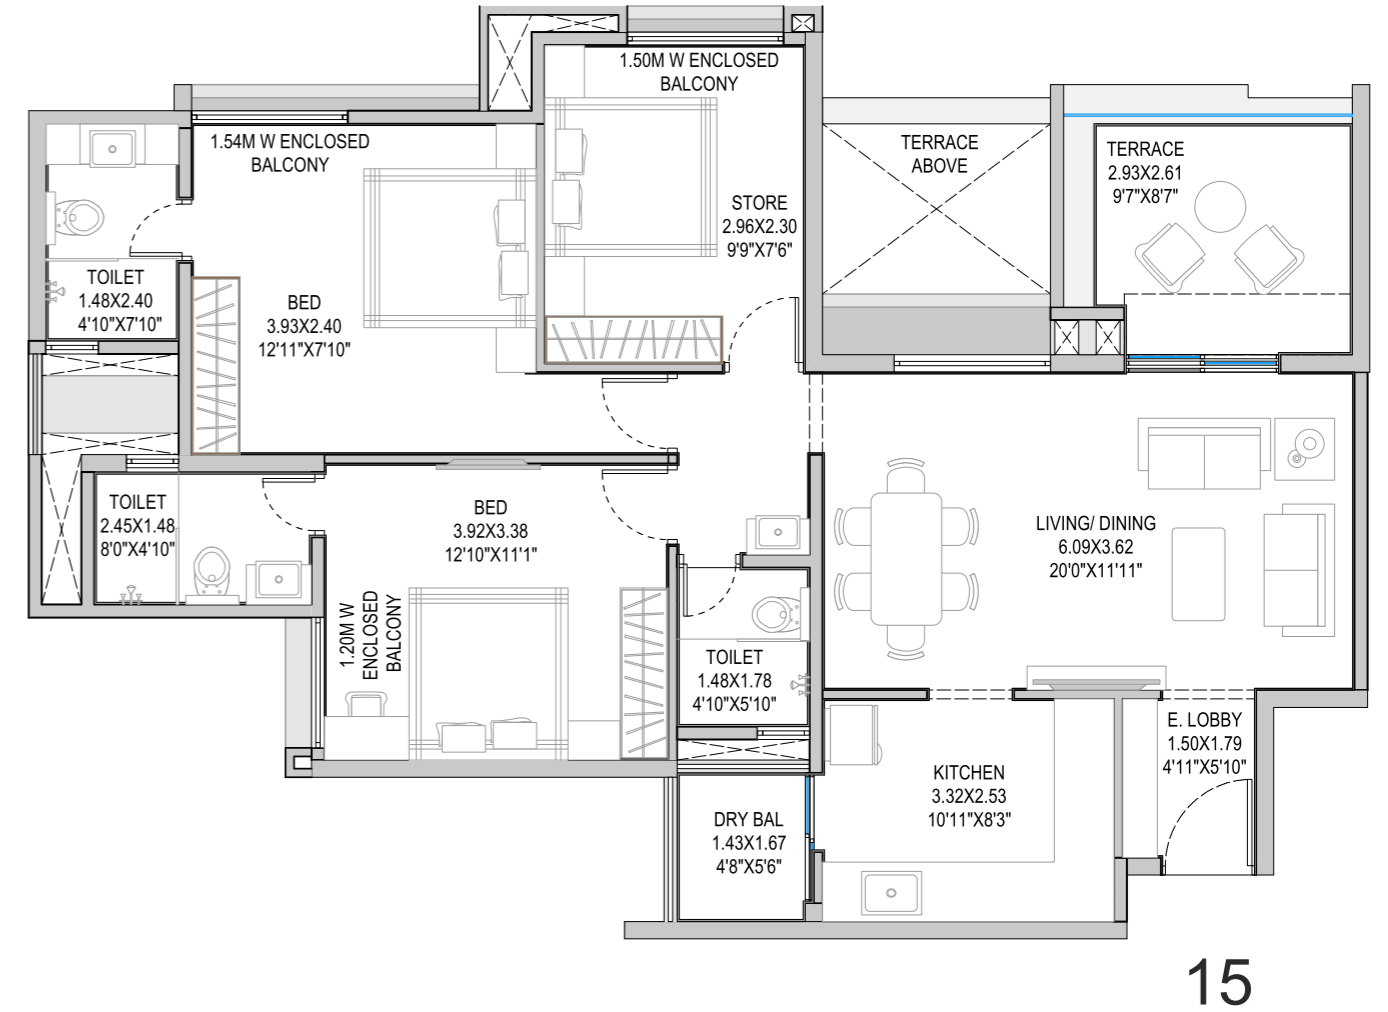 1.50M W ENCLOSED
BALCONY
1.54M W ENCLOSED
BALCONY
TERRACE
ABOVE
TERRACE
2.93X2.61
9'7"X8'7"
STORE
2.96X2.30
9'9"X7'6"
TOILET
1.48X2.40
4'10"X7'10"
BED
3.93X2.40
12'11"X7'10"
TOILET
2.45X1.48
8'0"X4'10"
BED
3.92X3.38
12'10"X11'1"
LIVING/ DINING
6.09X3.62
20'0"X11'11"
1.20M W
ENCLOSED
BALCONY
TOILET
1.48X1.78
4'10"X5'10"
E. LOBBY
1.50X1.79
4'11"X5'10"
KITCHEN
3.32X2.53
10'11"X8'3"
DRY BAL
1.43X1.67
4'8"X5'6"
15